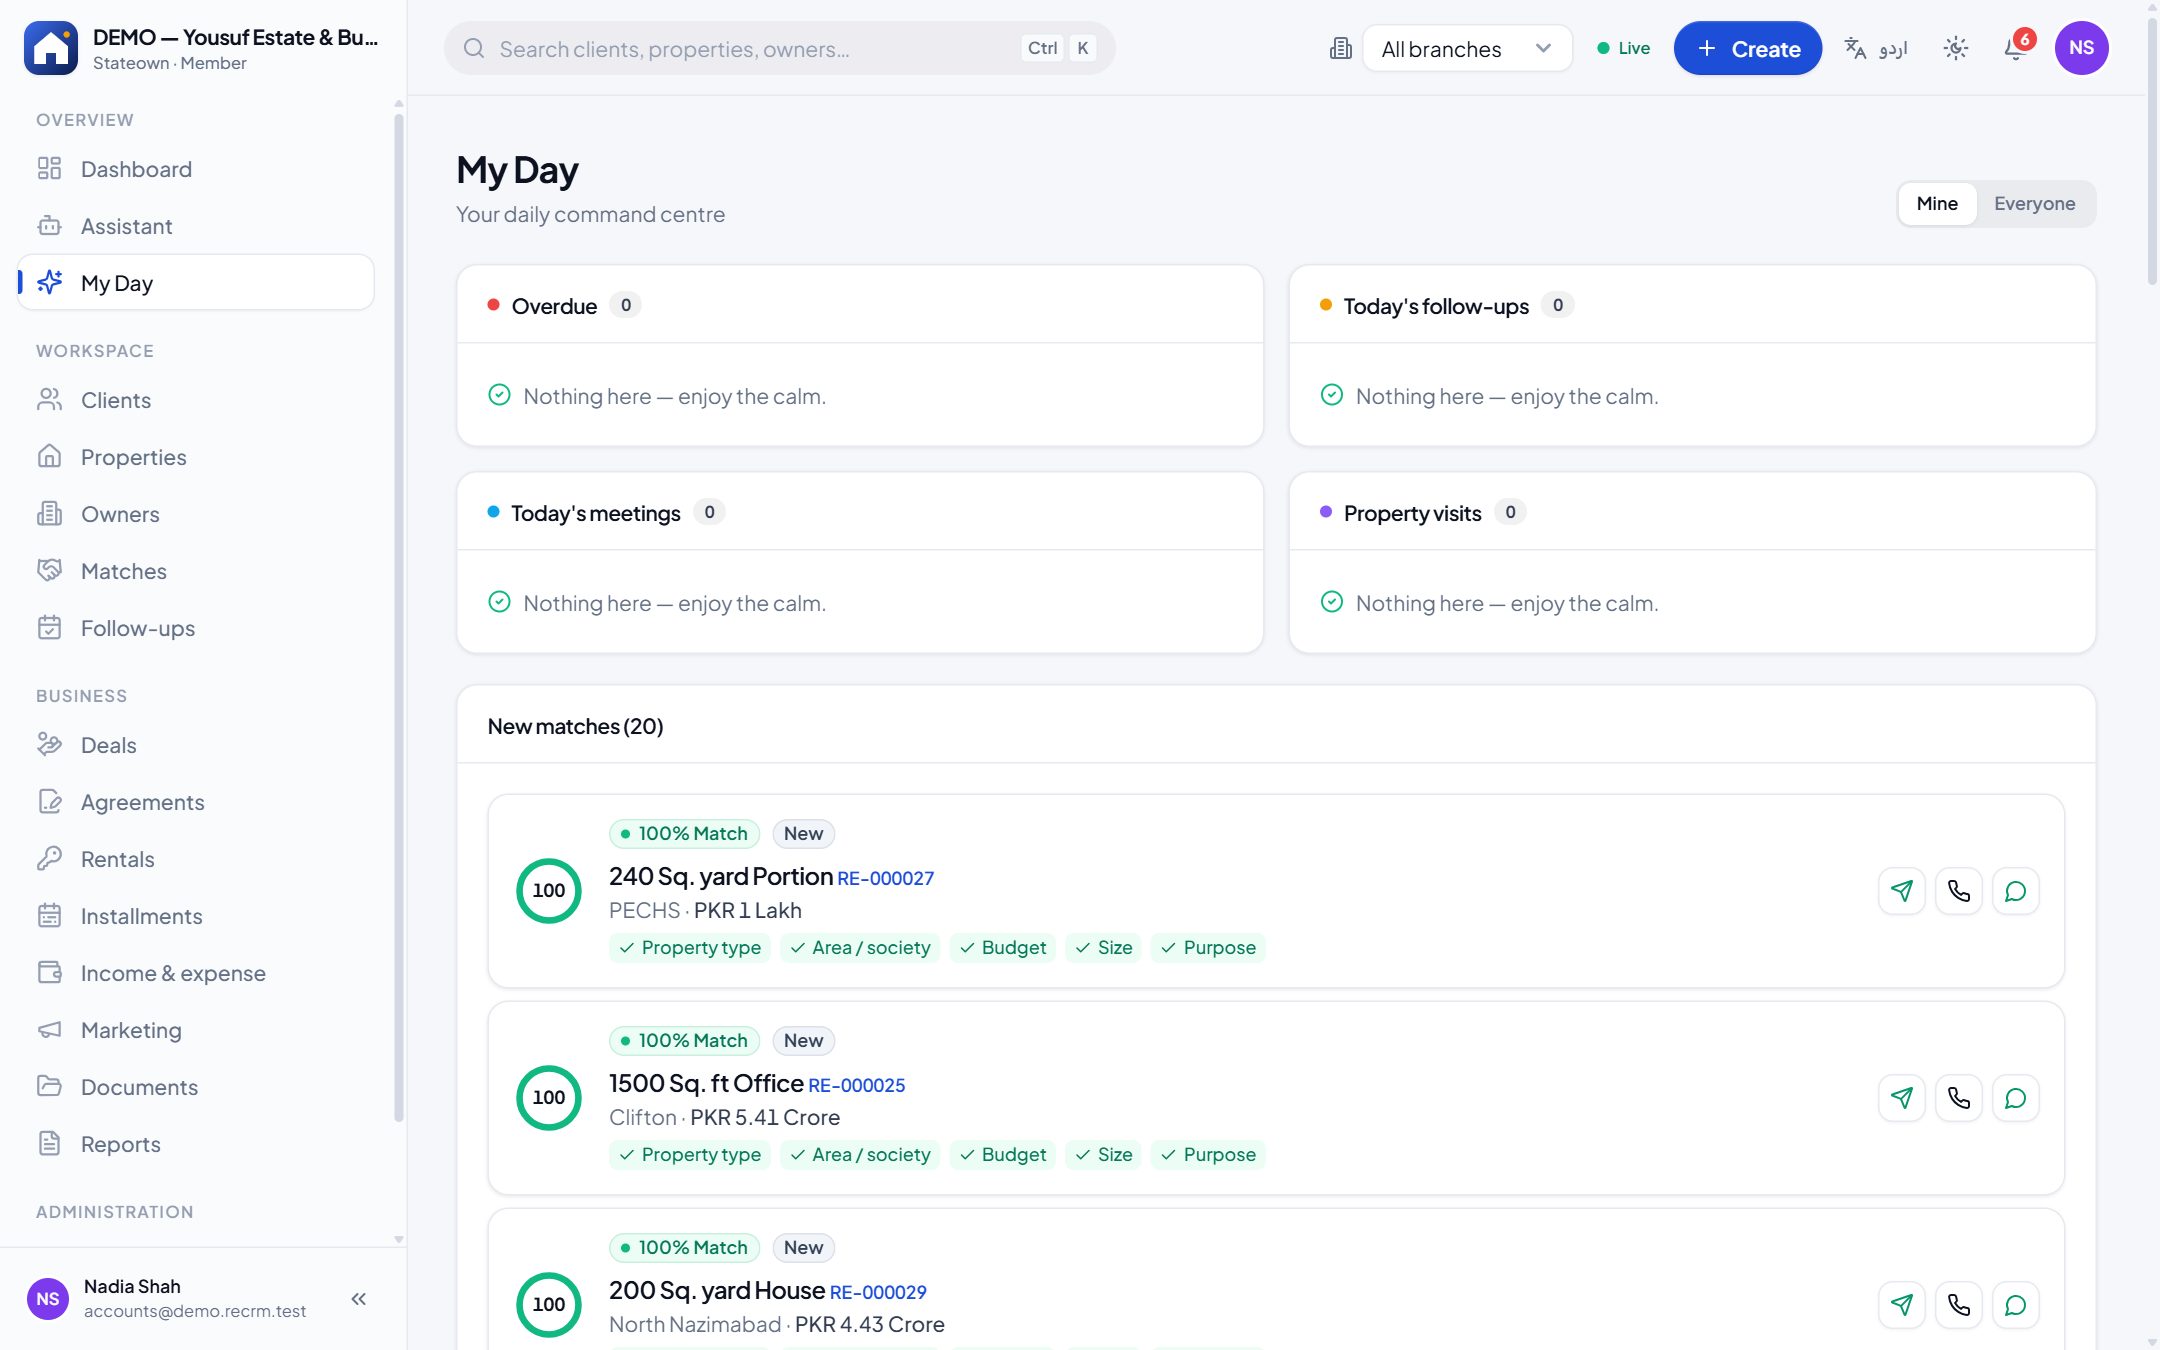 DEMO — Yousuf Estate & Bu...
Stateown · Member
OVERVIEW
Dashboard
Assistant
My Day
WORKSPACE
Clients
Properties
Owners
Matches
Follow-ups
BUSINESS
Deals
Agreements
Rentals
Installments
Income & expense
Marketing
Documents
Reports
ADMINISTRATION
NS
Nadia Shah
accounts@demo.recrm.test
Search clients, properties, owners...
Ctrl K
All branches
Live
Create
اردو
6
NS
My Day
Your daily command centre
Mine
Everyone
Overdue 0
Nothing here — enjoy the calm.
Today's follow-ups 0
Nothing here — enjoy the calm.
Today's meetings 0
Nothing here — enjoy the calm.
Property visits 0
Nothing here — enjoy the calm.
New matches (20)
100
100% Match New
240 Sq. yard Portion RE-000027
PECHS · PKR 1 Lakh
Property type Area / society Budget Size Purpose
100
100% Match New
1500 Sq. ft Office RE-000025
Clifton · PKR 5.41 Crore
Property type Area / society Budget Size Purpose
100
100% Match New
200 Sq. yard House RE-000029
North Nazimabad · PKR 4.43 Crore